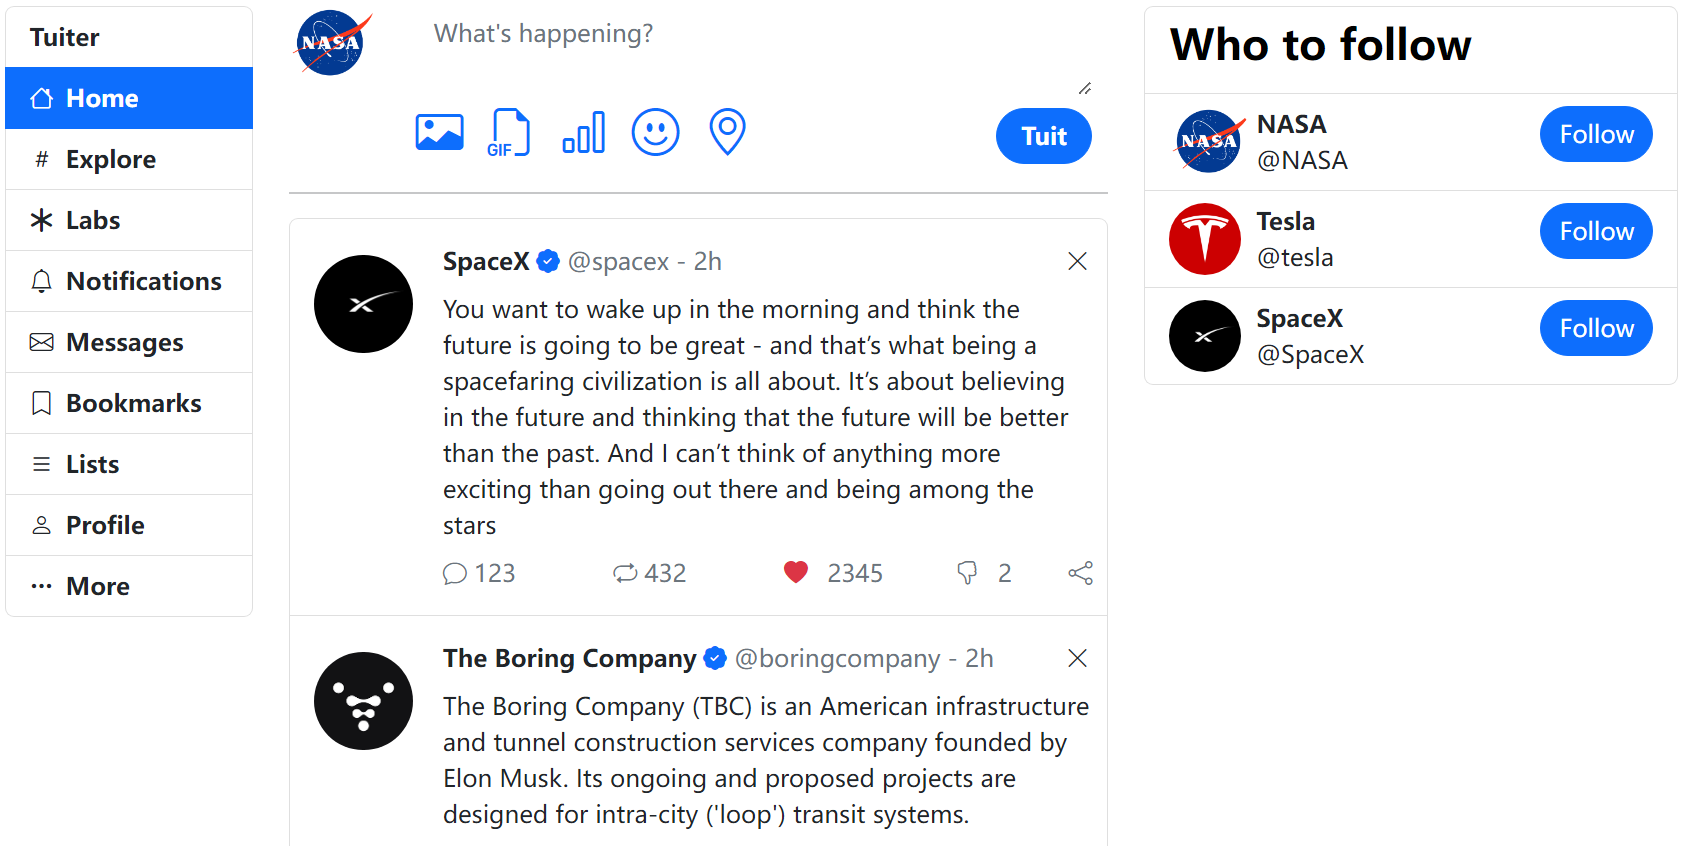 Tuiter
Home
# Explore
Labs
Notifications
Messages
Bookmarks
Lists
Profile
More
NASA
What's happening?
GIF
Tuit
SpaceX @spacex - 2h
You want to wake up in the morning and think the
future is going to be great - and that’s what being a
spacefaring civilization is all about. It’s about believing
in the future and thinking that the future will be better
than the past. And I can’t think of anything more
exciting than going out there and being among the
stars
123 432 2345 2
The Boring Company @boringcompany - 2h
The Boring Company (TBC) is an American infrastructure
and tunnel construction services company founded by
Elon Musk. Its ongoing and proposed projects are
designed for intra-city ('loop') transit systems.
Who to follow
NASA
NASA
@NASA
Follow
Tesla
@tesla
Follow
SpaceX
@SpaceX
Follow